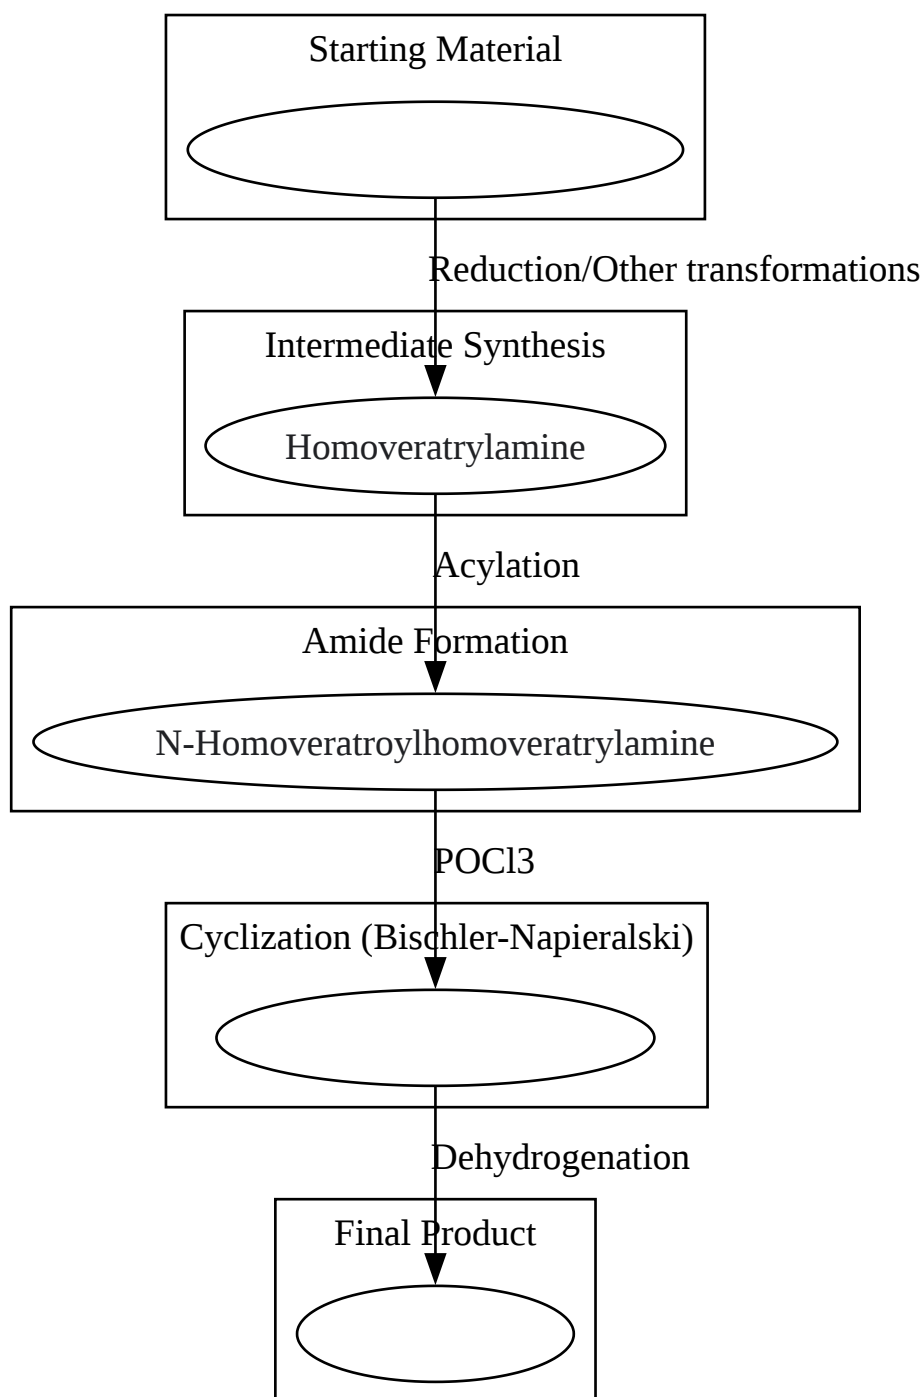 Starting Material
Reduction/Other transformations
Intermediate Synthesis
Homoveratrylamine
Acylation
Amide Formation
N-Homoveratroylhomoveratrylamine
POCl3
Cyclization (Bischler-Napieralski)
Dehydrogenation
Final Product